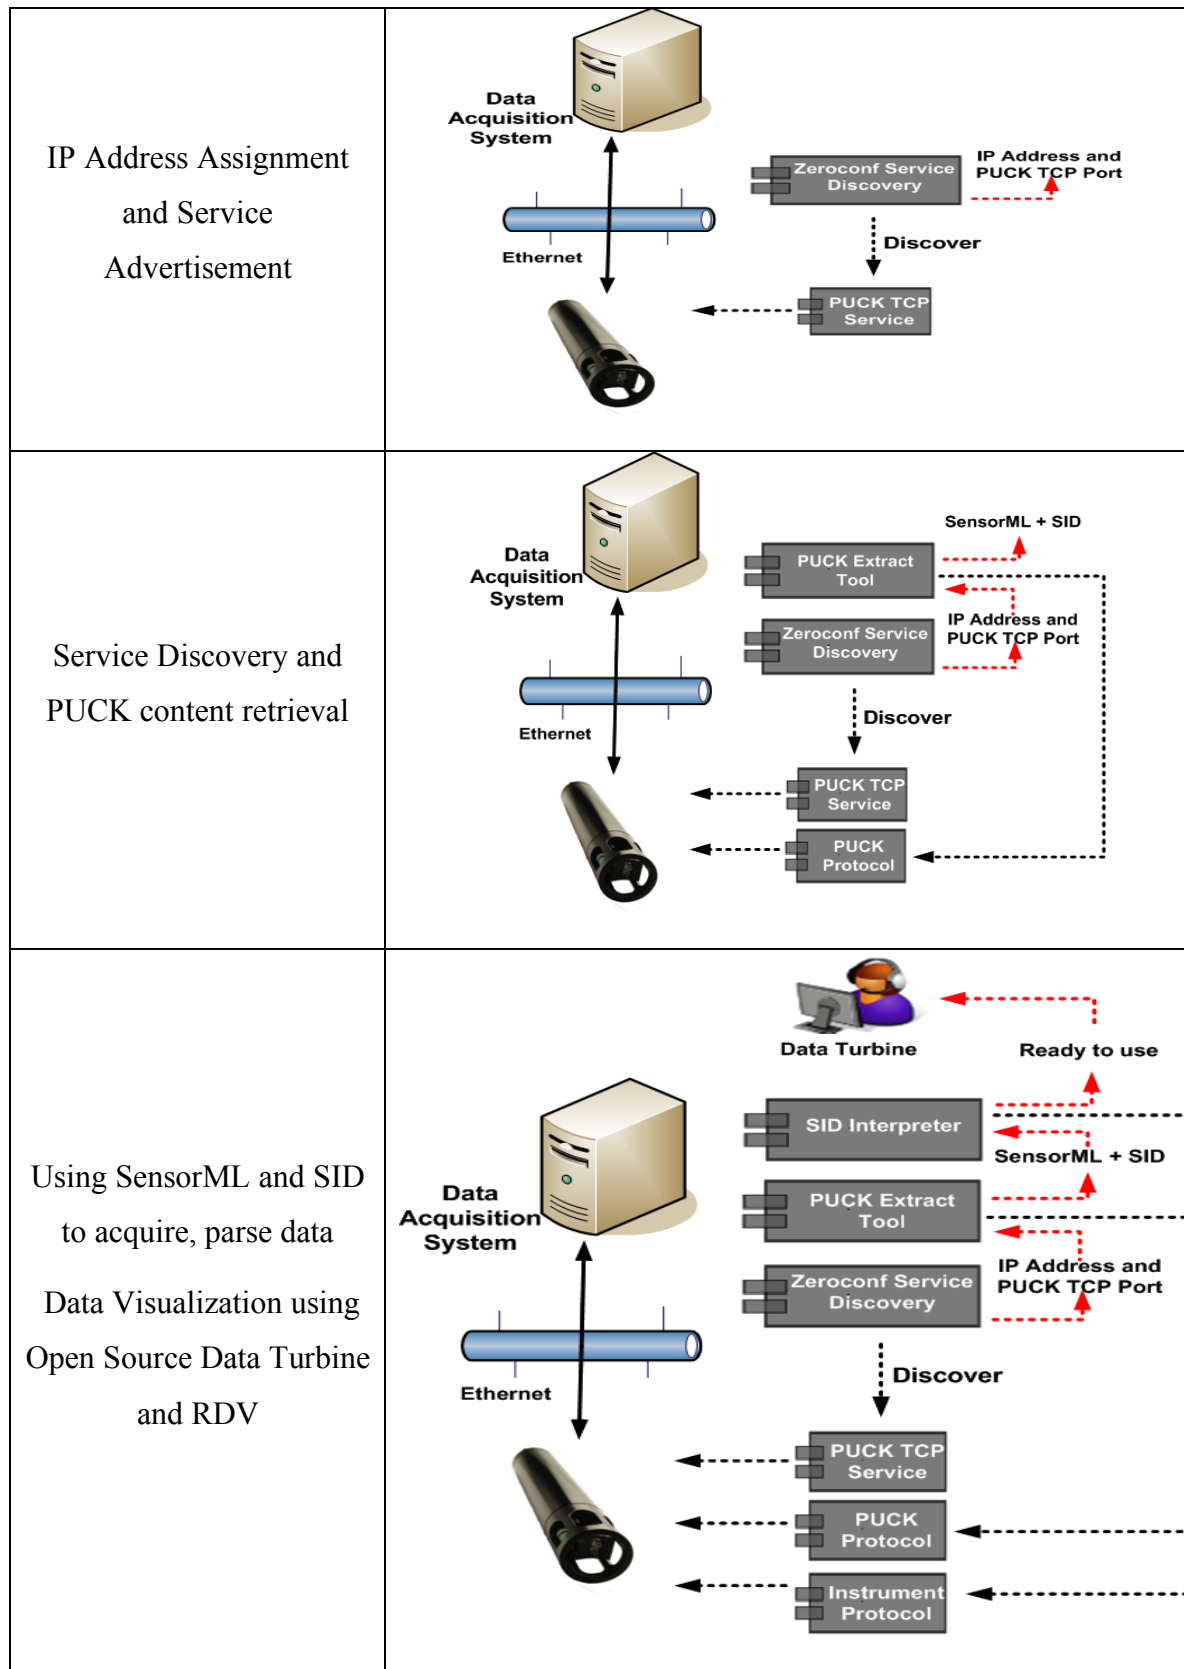 IP Address Assignment
and Service
Advertisement
Data
Acquisition
System
Ethernet
Zeroconf Service
Discovery
IP Address and
PUCK TCP Port
Discover
PUCK TCP
Service
Service Discovery and
PUCK content retrieval
Data
Acquisition
System
Ethernet
SensorML + SID
PUCK Extract
Tool
IP Address and
PUCK TCP Port
Zeroconf Service
Discovery
Discover
PUCK TCP
Service
PUCK
Protocol
Using SensorML and SID
to acquire, parse data
Data Visualization using
Open Source Data Turbine
and RDV
Data Turbine
Ready to use
SID Interpreter
SensorML + SID
Data
Acquisition
System
PUCK Extract
Tool
IP Address and
PUCK TCP Port
Zeroconf Service
Discovery
Ethernet
Discover
PUCK TCP
Service
PUCK
Protocol
Instrument
Protocol